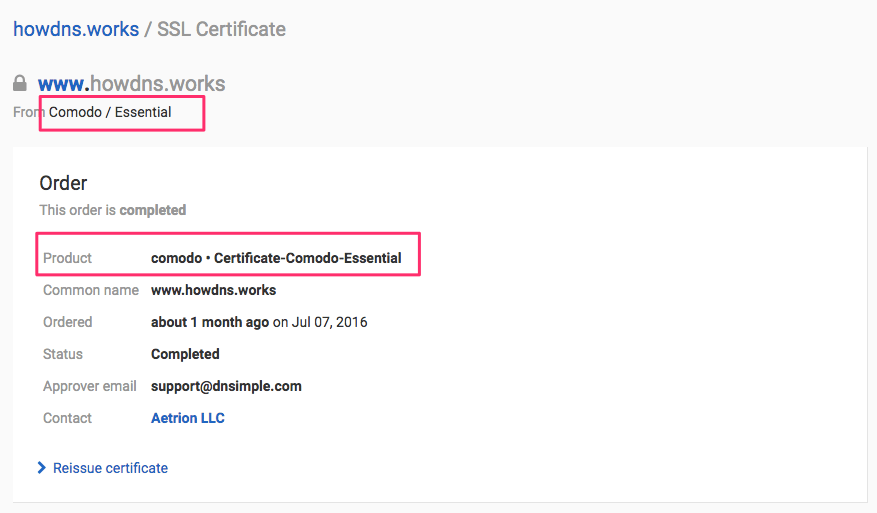 howdns.works / SSL Certificate
www.howdns.works
From Comodo / Essential
Order
This order is completed
Product comodo • Certificate-Comodo-Essential
Common name www.howdns.works
Ordered about 1 month ago on Jul 07, 2016
Status Completed
Approver email support@dnsimple.com
Contact Aetrion LLC
Reissue certificate